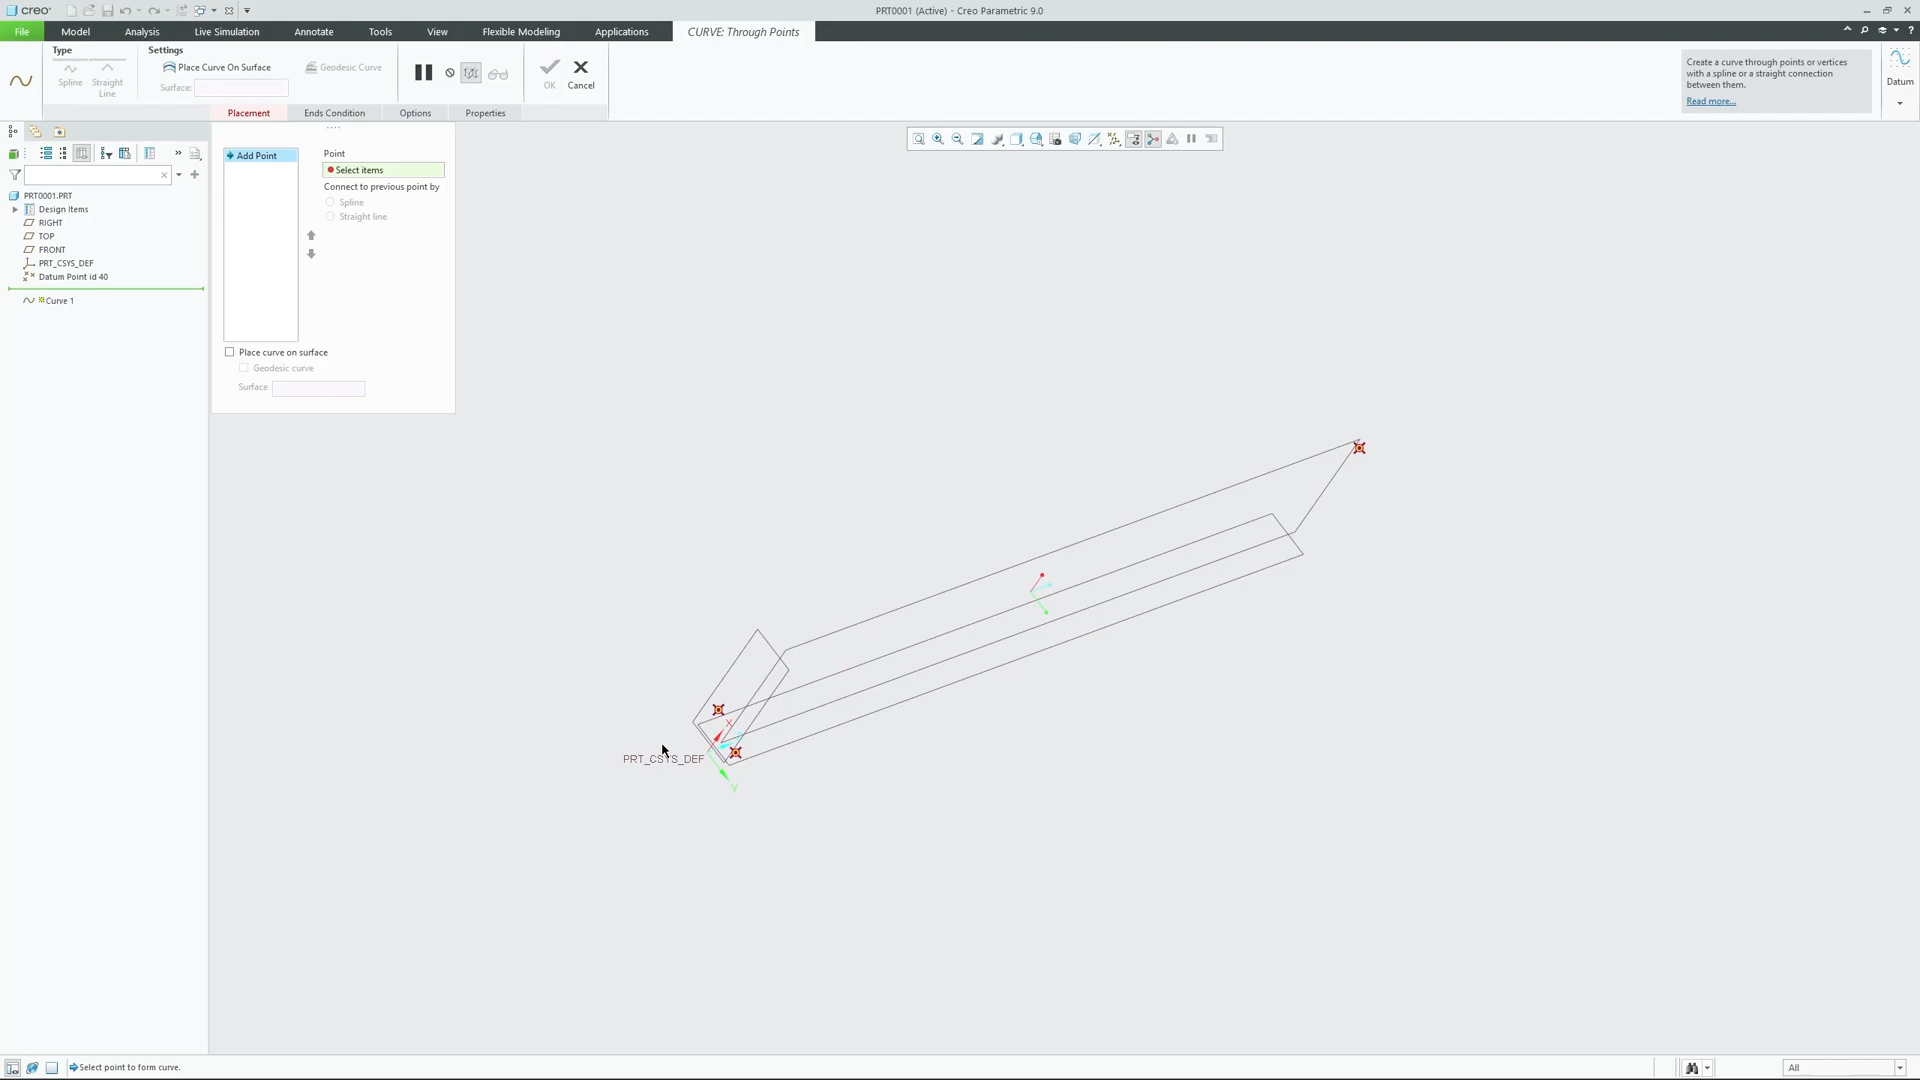 creo
PRT0001 (Active) - Creo Parametric 9.0
File
Model
Analysis
Live Simulation
Annotate
Tools
View
Flexible Modeling
Applications
CURVE: Through Points
Type
Settings
Spline
Straight
Line
Place Curve On Surface
Surface:
Geodesic Curve
OK
Cancel
Create a curve through points or vertices
with a spline or a straight connection
between them.
Read more...
Datum
Placement
Ends Condition
Options
Properties
Add Point
Point
Select items
Connect to previous point by
Spline
Straight line
Place curve on surface
Geodesic curve
Surface
PRT0001.PRT
Design Items
RIGHT
TOP
FRONT
PRT_CSYS_DEF
Datum Point id 40
Curve 1
X
PRT_CSYS_DEF
Y
Select point to form curve.
All